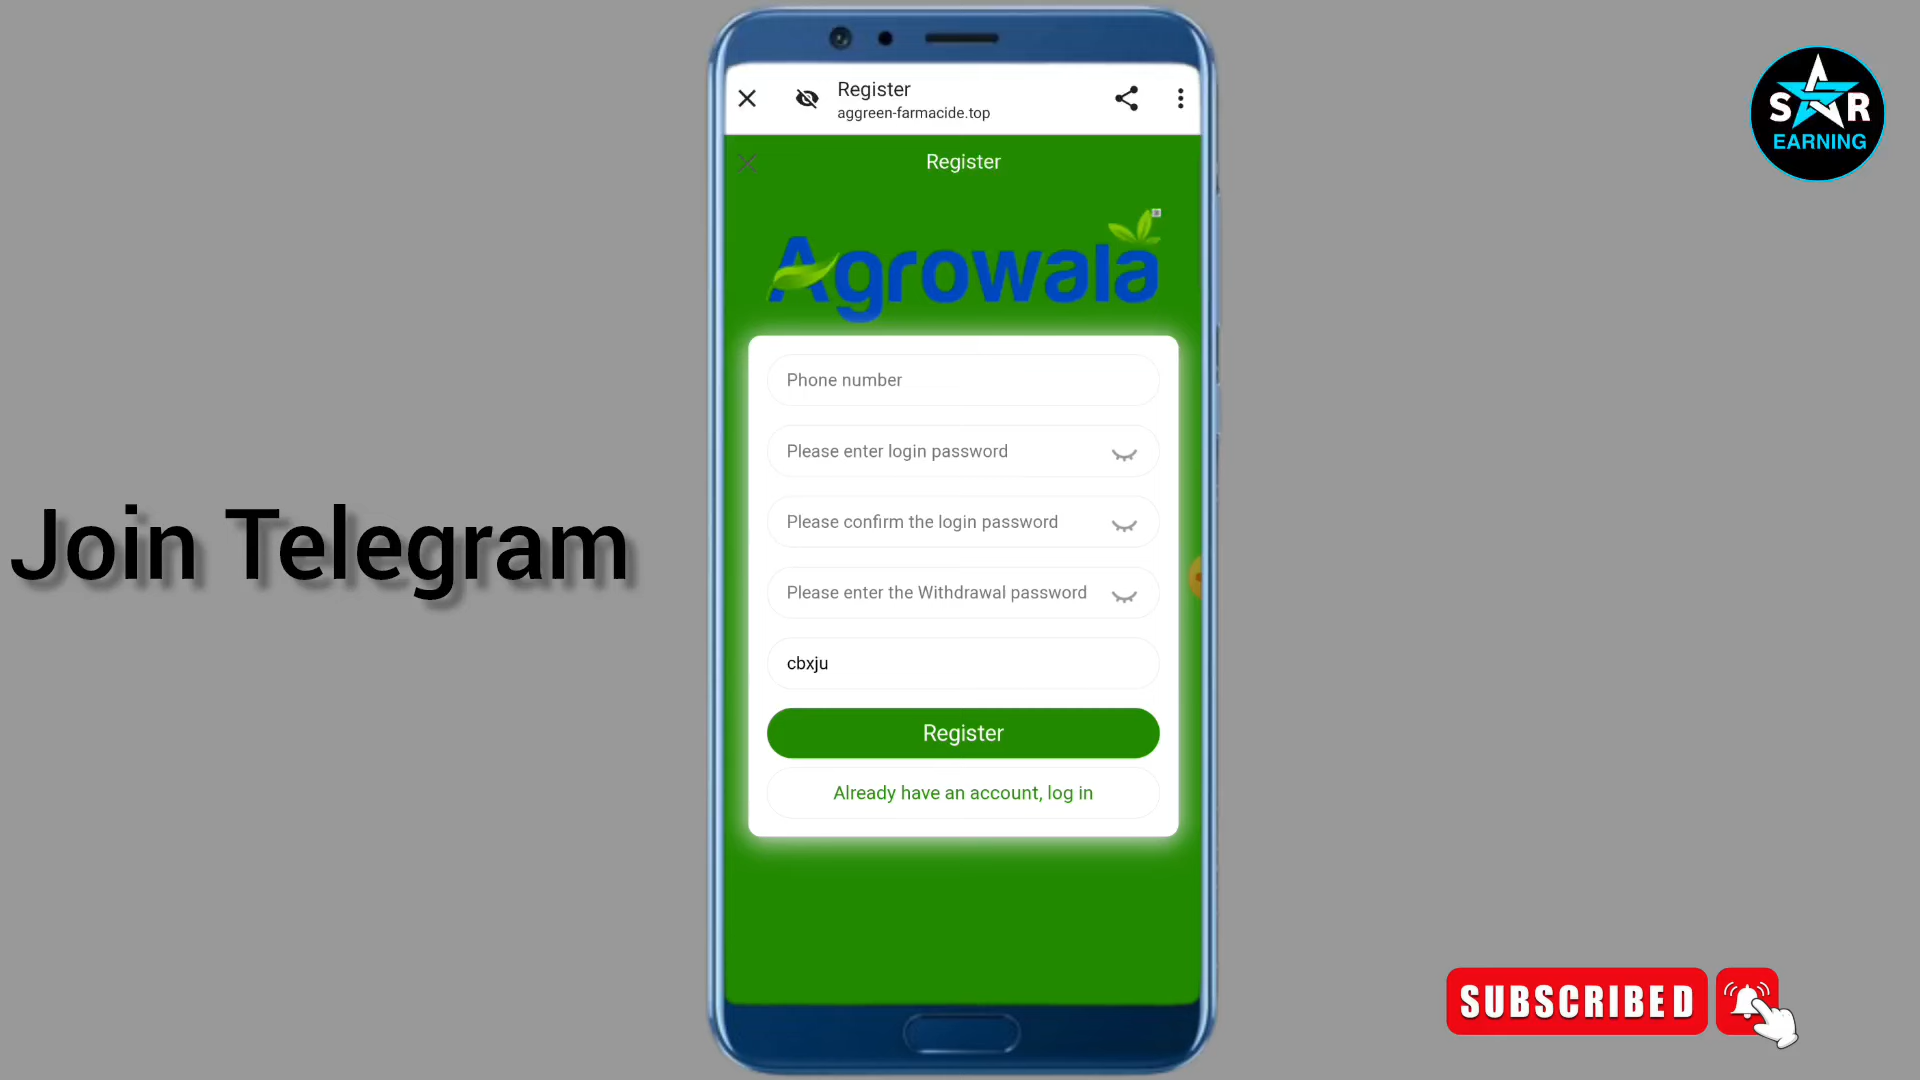 Register
aggreen-farmacide.top
Register
Agrowala
Phone number
Please enter login password
Please confirm the login password
Please enter the Withdrawal password
cbxju
Register
Already have an account, log in
Join Telegram
STAR
EARNING
SUBSCRIBED